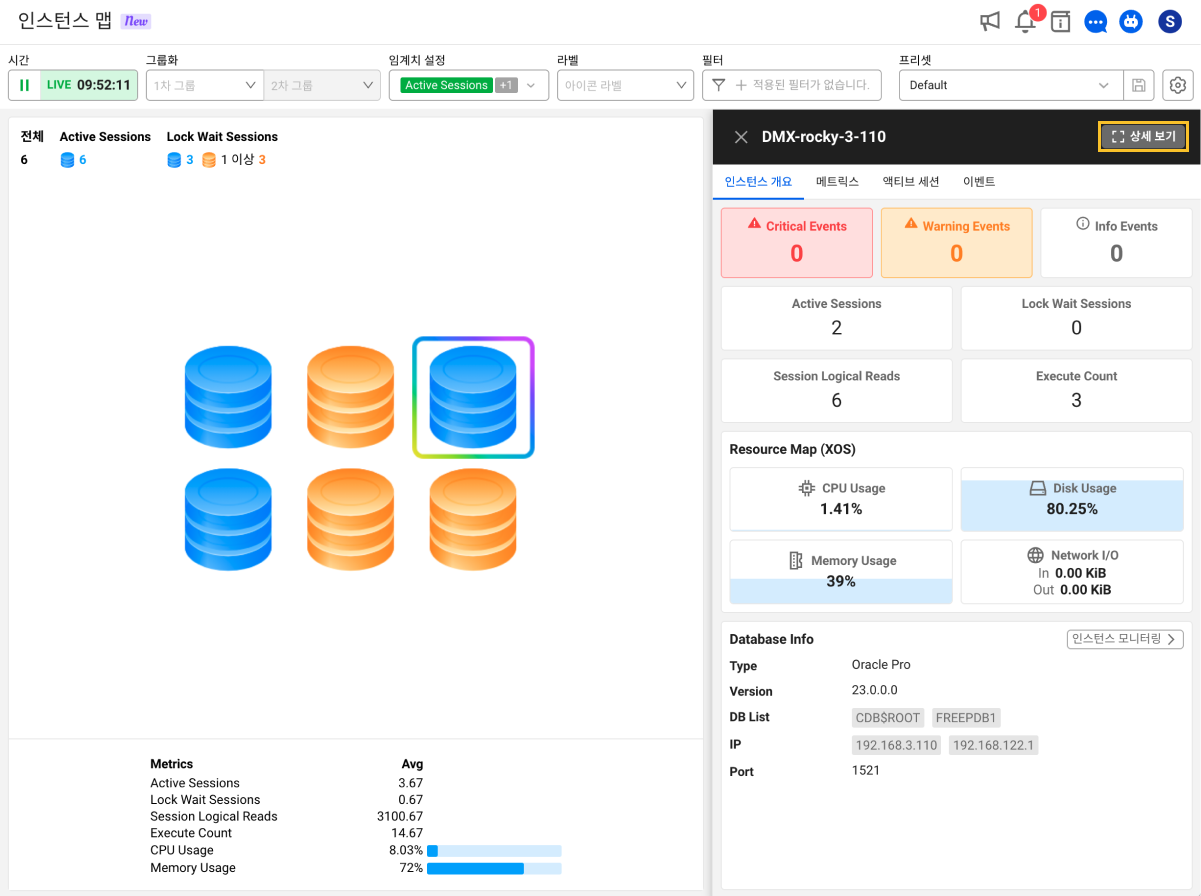 인스턴스 맵 New
1
S
시간 그룹화 임계치 설정 라벨 필터 프리셋
LIVE 09:52:11 1차 그룹 2차 그룹 Active Sessions +1 아이콘 라벨 적용된 필터가 없습니다. Default
전체 Active Sessions Lock Wait Sessions
6 6 3 1 이상 3
Metrics Avg
Active Sessions 3.67
Lock Wait Sessions 0.67
Session Logical Reads 3100.67
Execute Count 14.67
CPU Usage 8.03%
Memory Usage 72%
DMX-rocky-3-110 상세 보기
인스턴스 개요 메트릭스 액티브 세션 이벤트
Critical Events Warning Events Info Events
0 0 0
Active Sessions Lock Wait Sessions
2 0
Session Logical Reads Execute Count
6 3
Resource Map (XOS)
CPU Usage Disk Usage
1.41% 80.25%
Memory Usage
39%
Network I/O
In 0.00 KiB
Out 0.00 KiB
Database Info 인스턴스 모니터링
Type Oracle Pro
Version 23.0.0.0
DB List CDB$ROOT FREEPDB1
IP 192.168.3.110 192.168.122.1
Port 1521